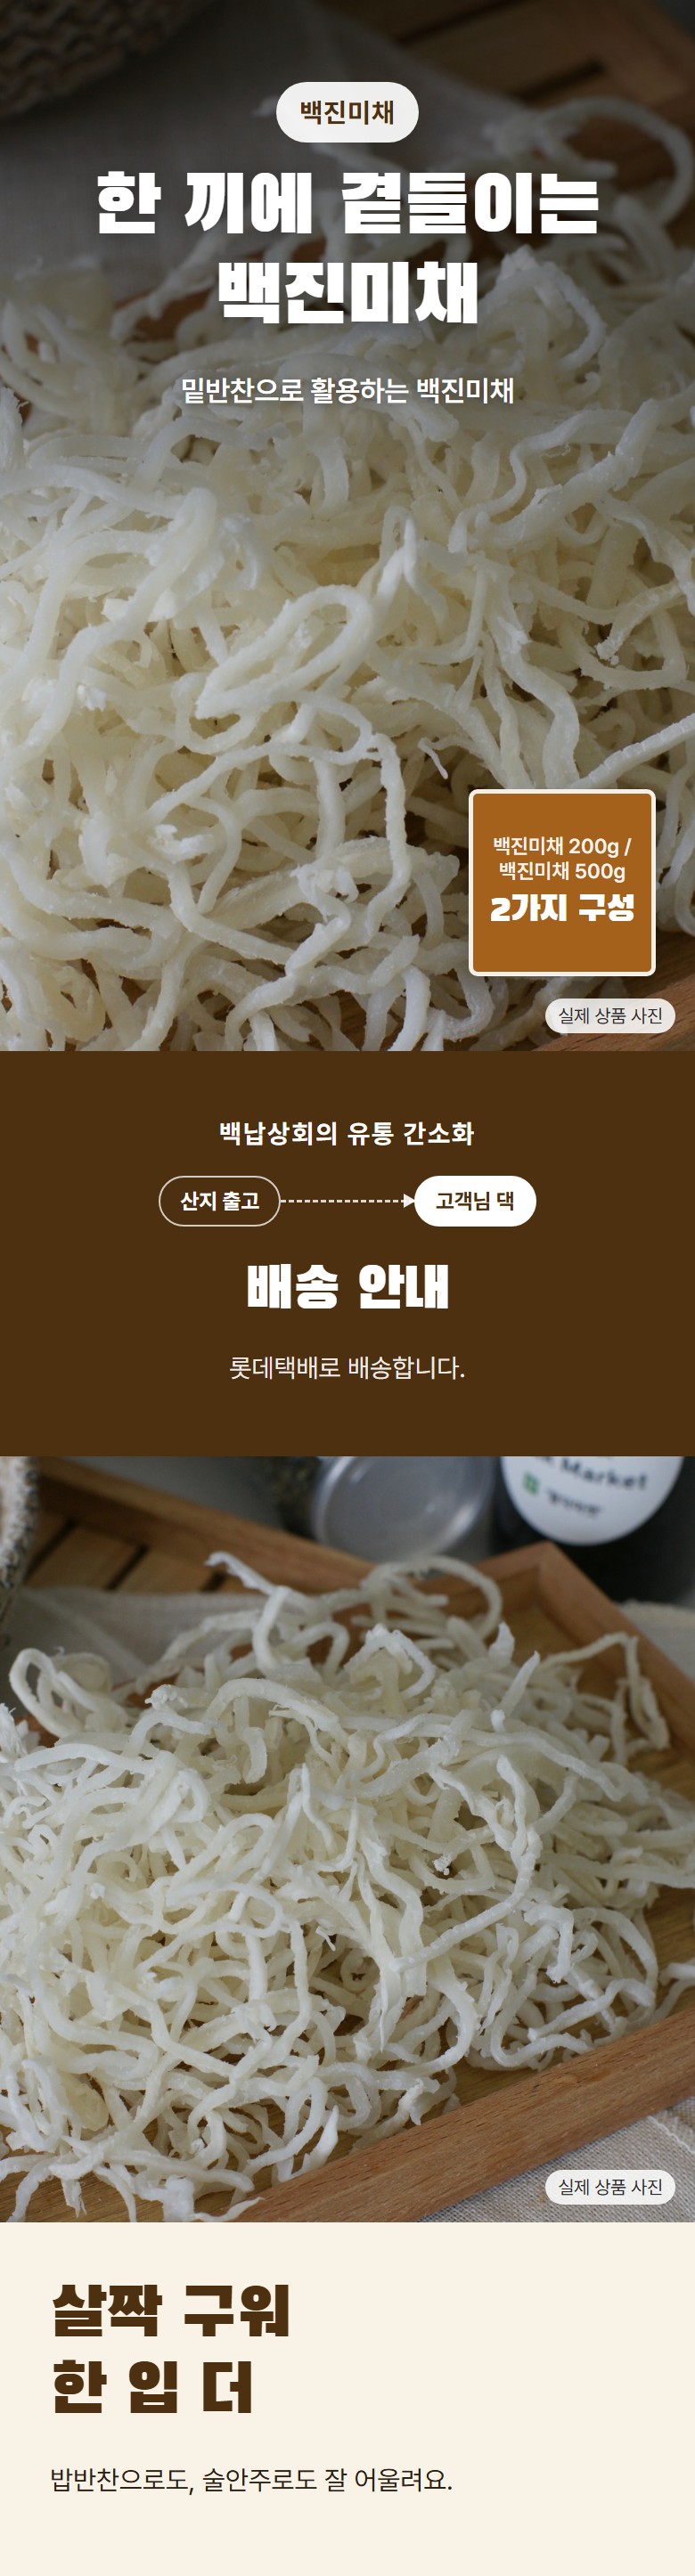 백진미채
한 끼에 곁들이는
백진미채
밑반찬으로 활용하는 백진미채
백진미채 200g /
백진미채 500g
2가지 구성
실제 상품 사진
백납상회의 유통 간소화
산지 출고
고객님 댁
배송 안내
롯데택배로 배송합니다.
Market
실제 상품 사진
살짝 구워
한 입 더
밥반찬으로도, 술안주로도 잘 어울려요.